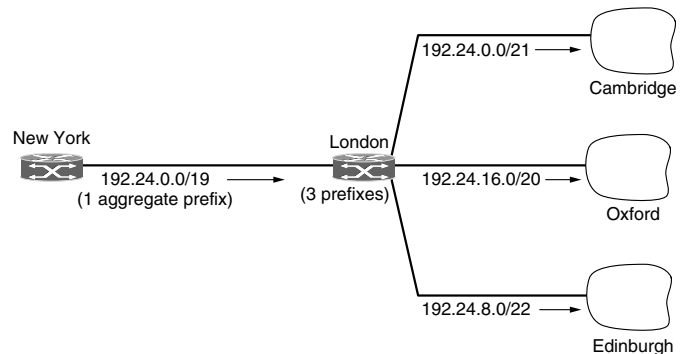 192.24.0.0/21
Cambridge
New York
London
192.24.0.0/19
(1 aggregate prefix)
(3 prefixes)
192.24.16.0/20
Oxford
192.24.8.0/22
Edinburgh